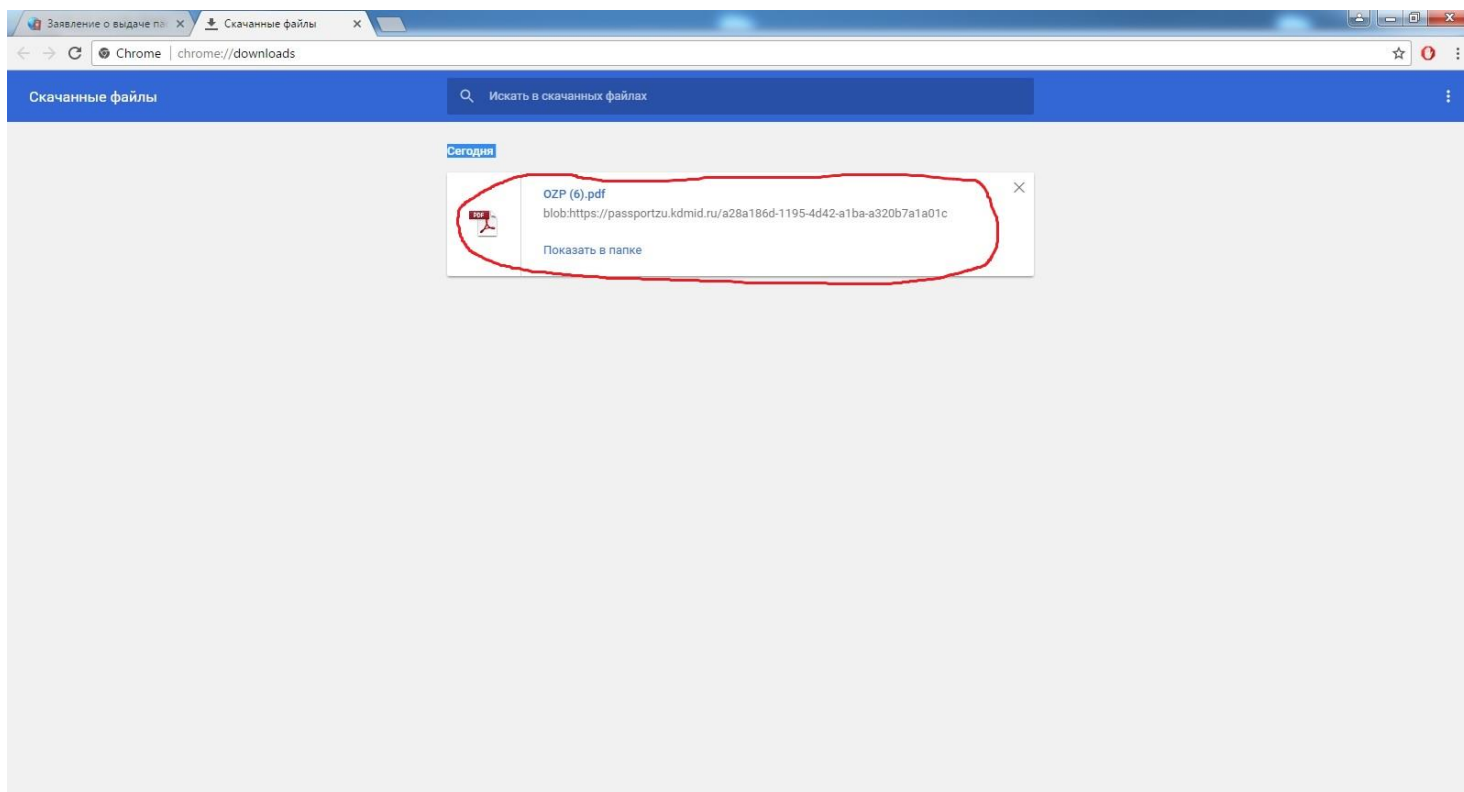 Заявление о выдаче па
Скачанные файлы
Chrome | chrome://downloads
Скачанные файлы
Искать в скачанных файлах
Сегодня
OZP (6).pdf
PDF
blob:https://passportzu.kdmid.ru/a28a186d-1195-4d42-a1ba-a320b7a1a01c
Показать в папке